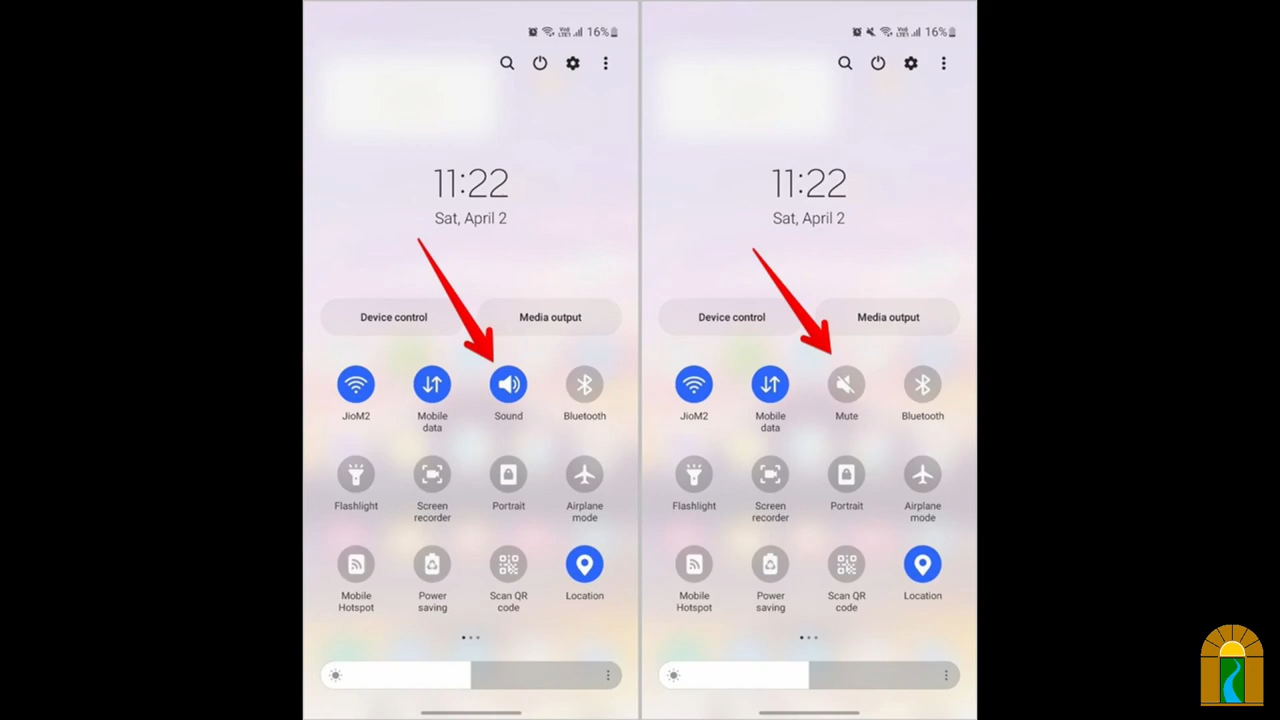 16%
11:22
Sat, April 2
Device control Media output
JioM2 Mobile data Sound Bluetooth
Flashlight Screen recorder Portrait Airplane mode
Mobile Hotspot Power saving Scan QR code Location
16%
11:22
Sat, April 2
Device control Media output
JioM2 Mobile data Mute Bluetooth
Flashlight Screen recorder Portrait Airplane mode
Mobile Hotspot Power saving Scan QR code Location